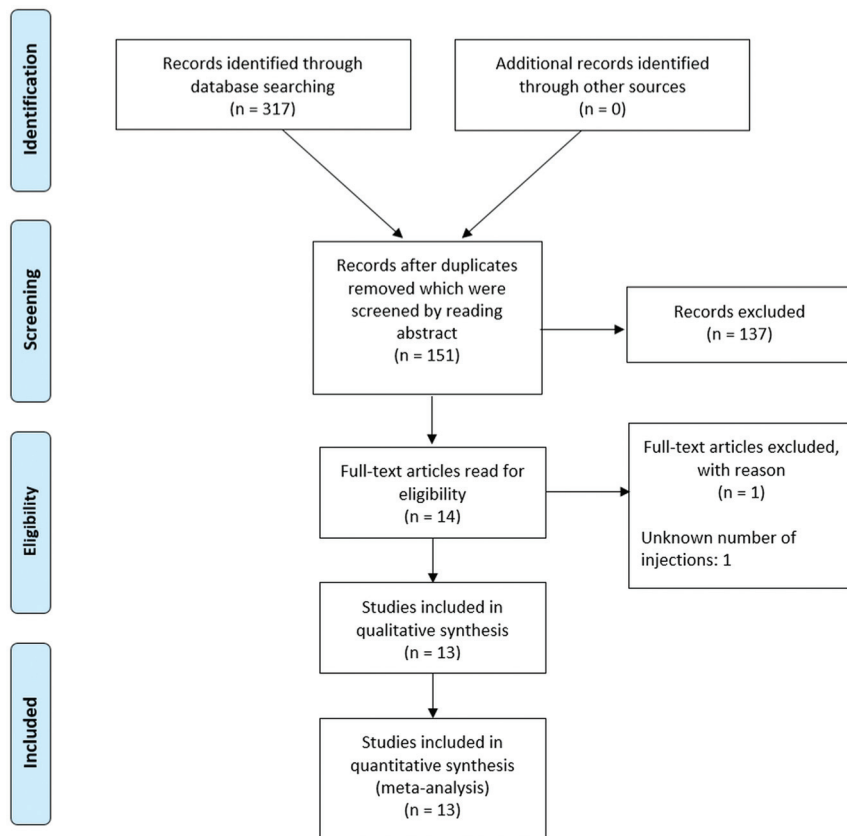 Identification
Records identified through
database searching
(n = 317)
Additional records identified
through other sources
(n = 0)
Screening
Records after duplicates
removed which were
screened by reading
abstract
(n = 151)
Records excluded
(n = 137)
Eligibility
Full-text articles read for
eligibility
(n = 14)
Full-text articles excluded,
with reason
(n = 1)
Unknown number of
injections: 1
Studies included in
qualitative synthesis
(n = 13)
Included
Studies included in
quantitative synthesis
(meta-analysis)
(n = 13)